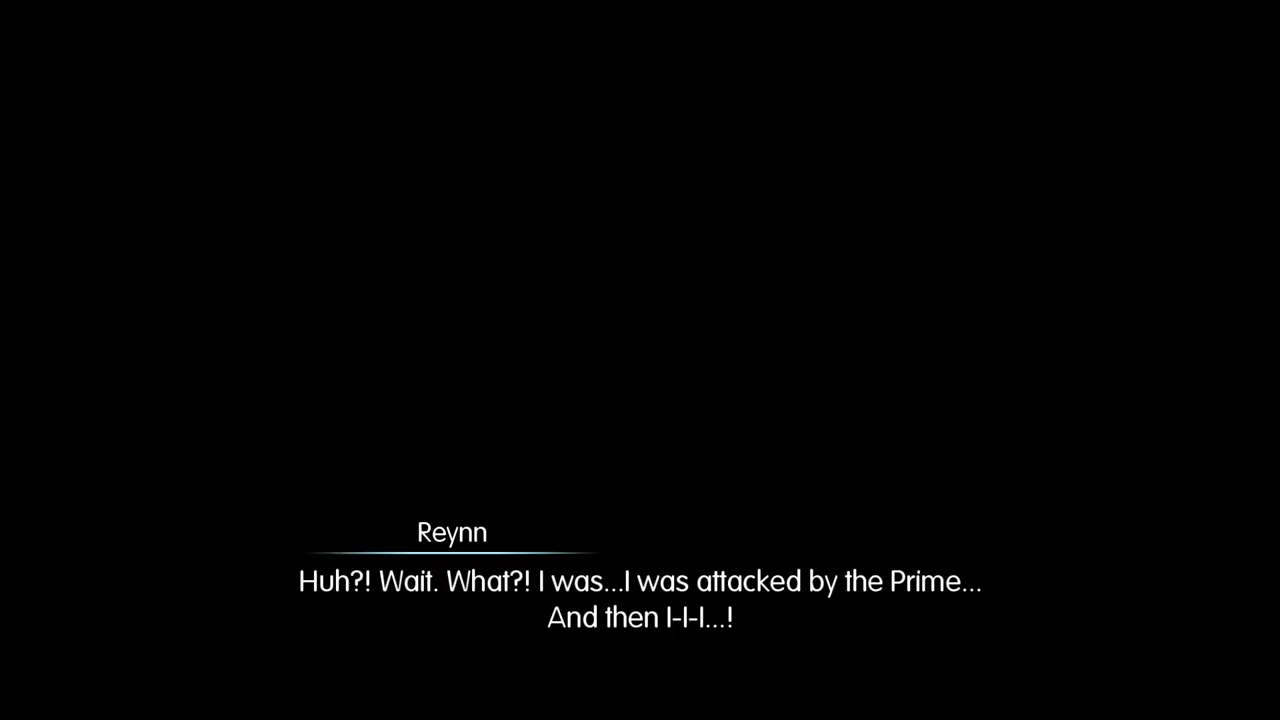 Reynn
Huh?! Wait. What?! I was...I was attacked by the Prime...
And then I-I-I...!